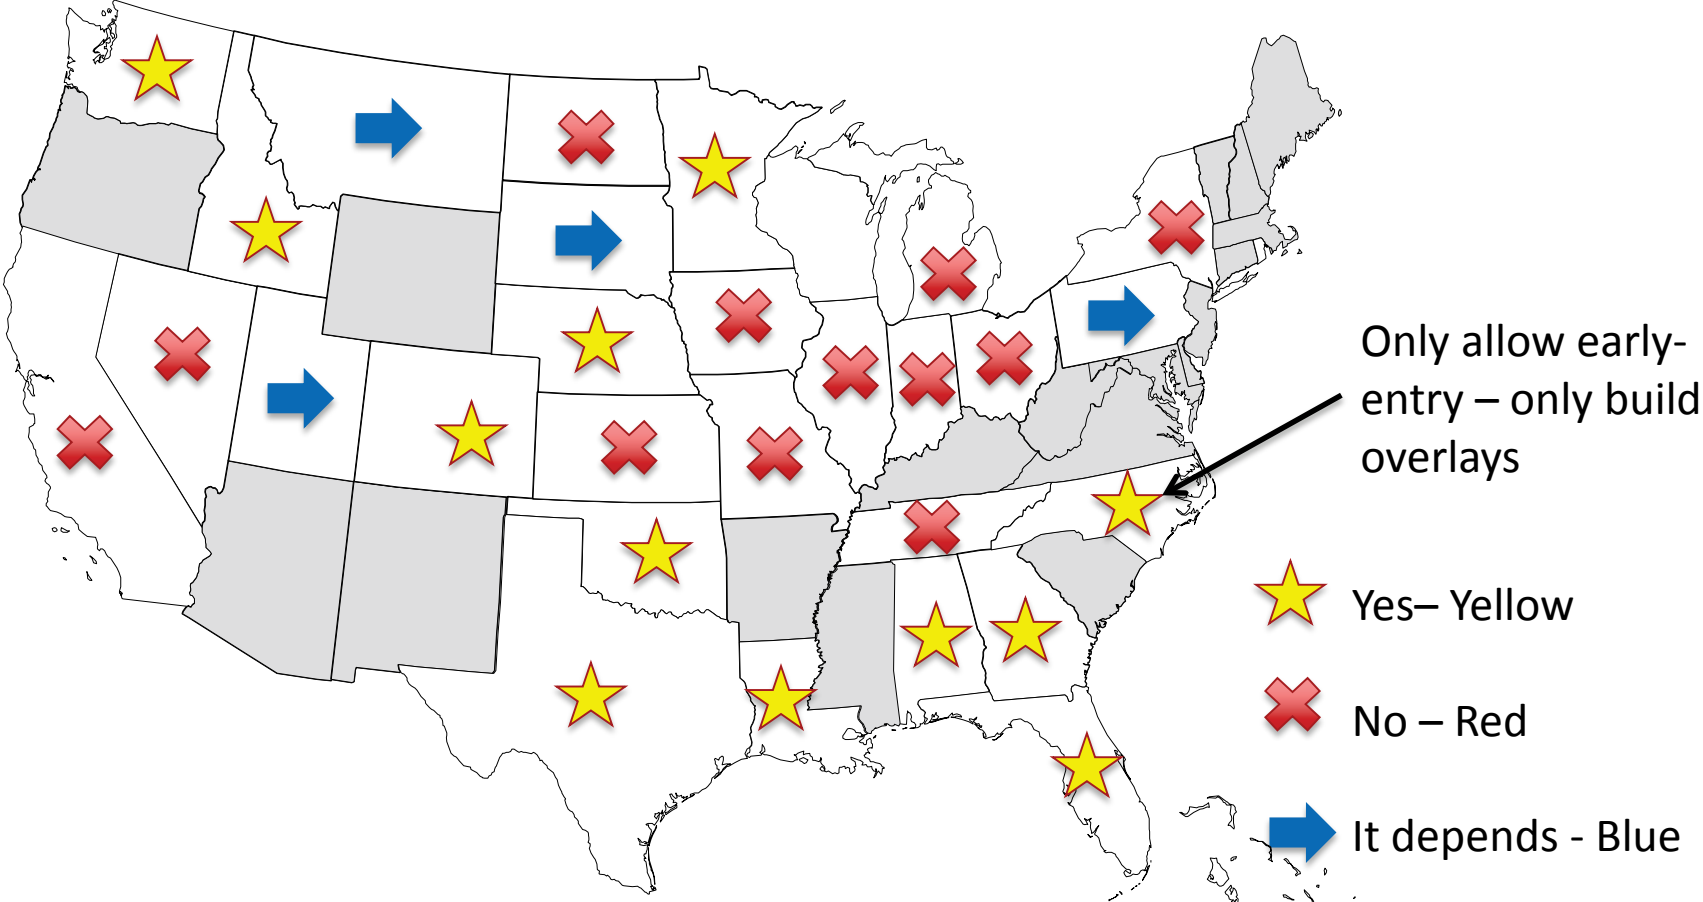 Only allow early-
entry – only build
overlays
Yes– Yellow
No – Red
It depends - Blue